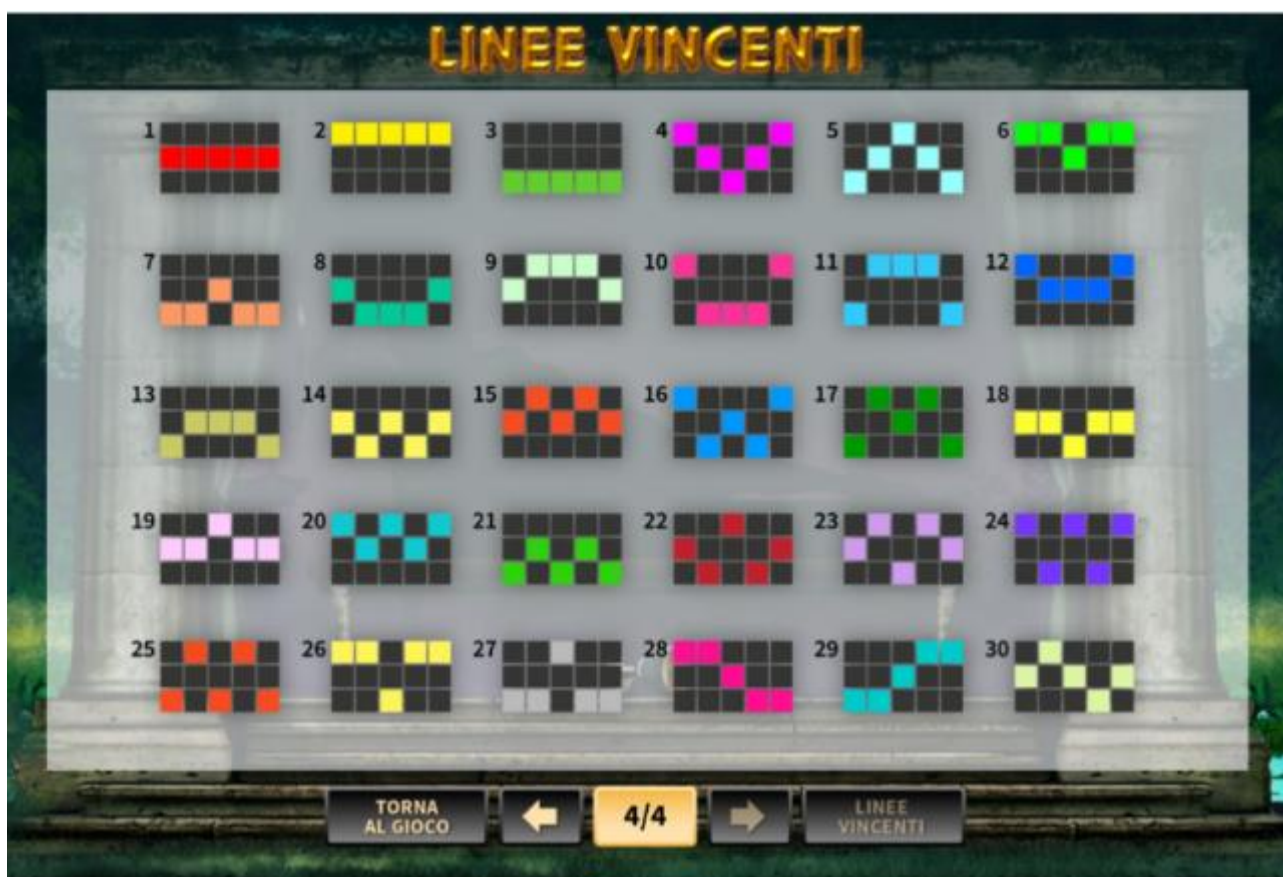 LINEE VINCENTI
1 2 3 4 5 6
7 8 9 10 11 12
13 14 15 16 17 18
19 20 21 22 23 24
25 26 27 28 29 30
TORNA
AL GIOCO
4/4
LINEE
VINCENTI